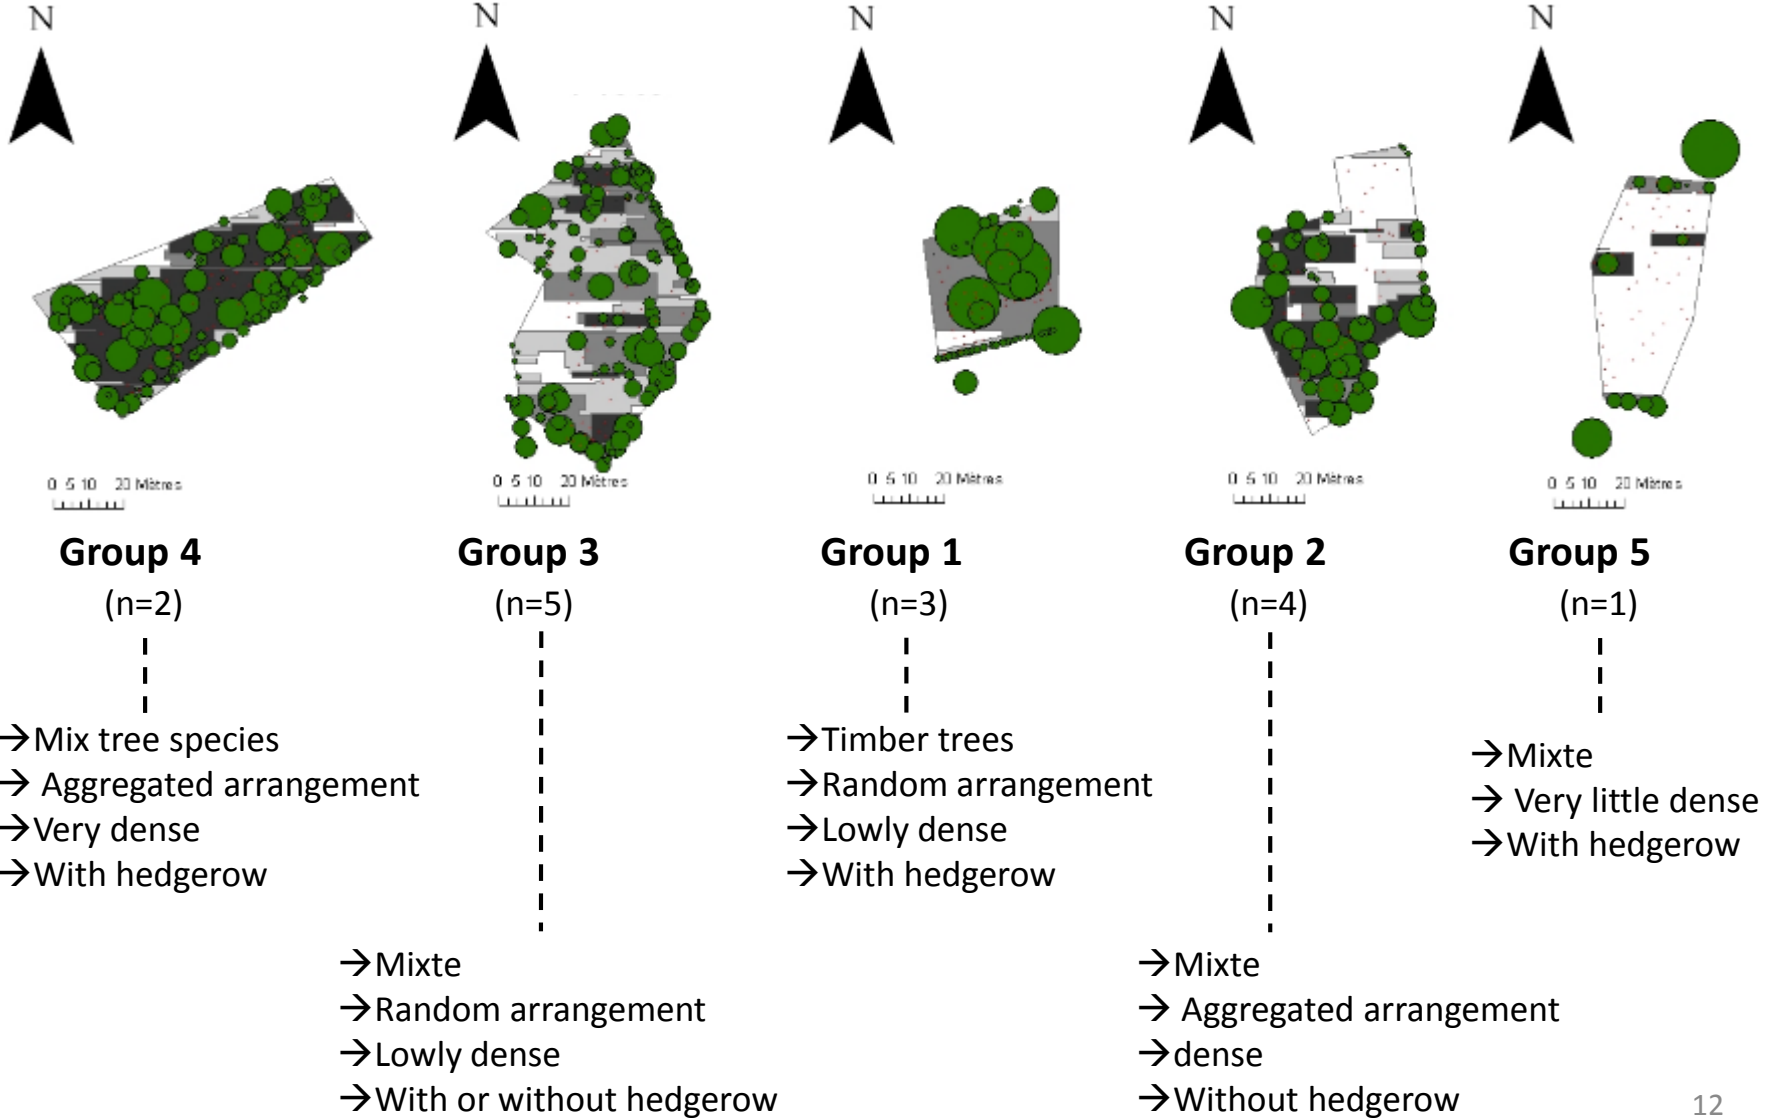 N
N
N
N
N
0 5 10 20 Mètres
0 5 10 20 Mètres
0 5 10 20 Mètres
0 5 10 20 Mètres
0 5 10 20 Mètres
Group 4
(n=2)
Group 3
(n=5)
Group 1
(n=3)
Group 2
(n=4)
Group 5
(n=1)
→Mix tree species
→ Aggregated arrangement
→Very dense
→With hedgerow
→Mixte
→Random arrangement
→Lowly dense
→With or without hedgerow
→Timber trees
→Random arrangement
→Lowly dense
→With hedgerow
→Mixte
→ Aggregated arrangement
→dense
→Without hedgerow
→Mixte
→ Very little dense
→With hedgerow
12